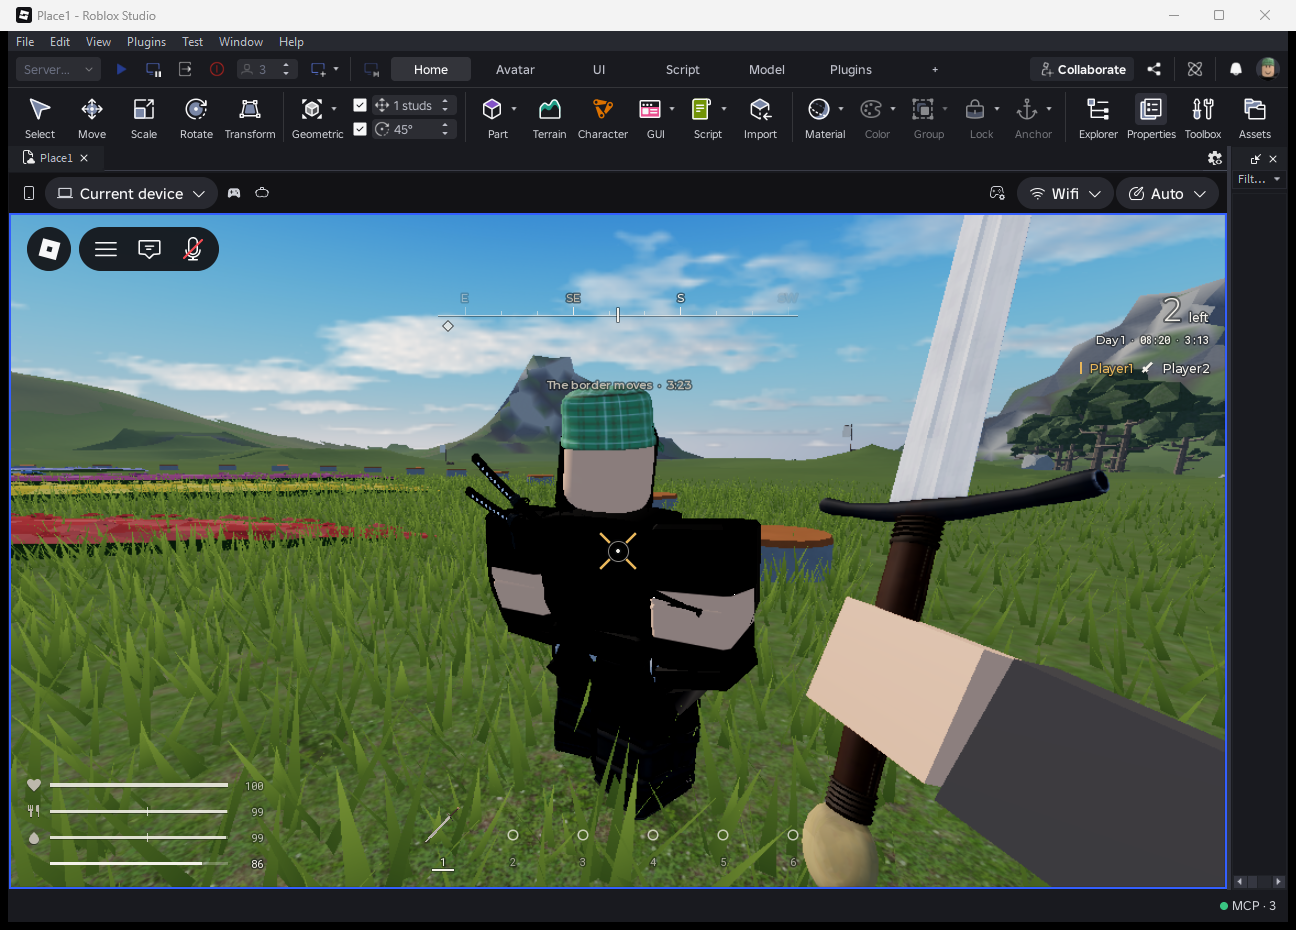 Place1 - Roblox Studio
File Edit View Plugins Test Window Help
Server... 3 Home Avatar UI Script Model Plugins + Collaborate
1 studs
45°
Select Move Scale Rotate Transform Geometric Part Terrain Character GUI Script Import Material Color Group Lock Anchor Explorer Properties Toolbox Assets
Place1
Filt...
Current device Wifi Auto
E SE S
2 left
Day 1 · 08:20 · 3:13
Player1 Player2
The border moves · 3:23
100
99
99
86
1 2 3 4 5 6
MCP · 3